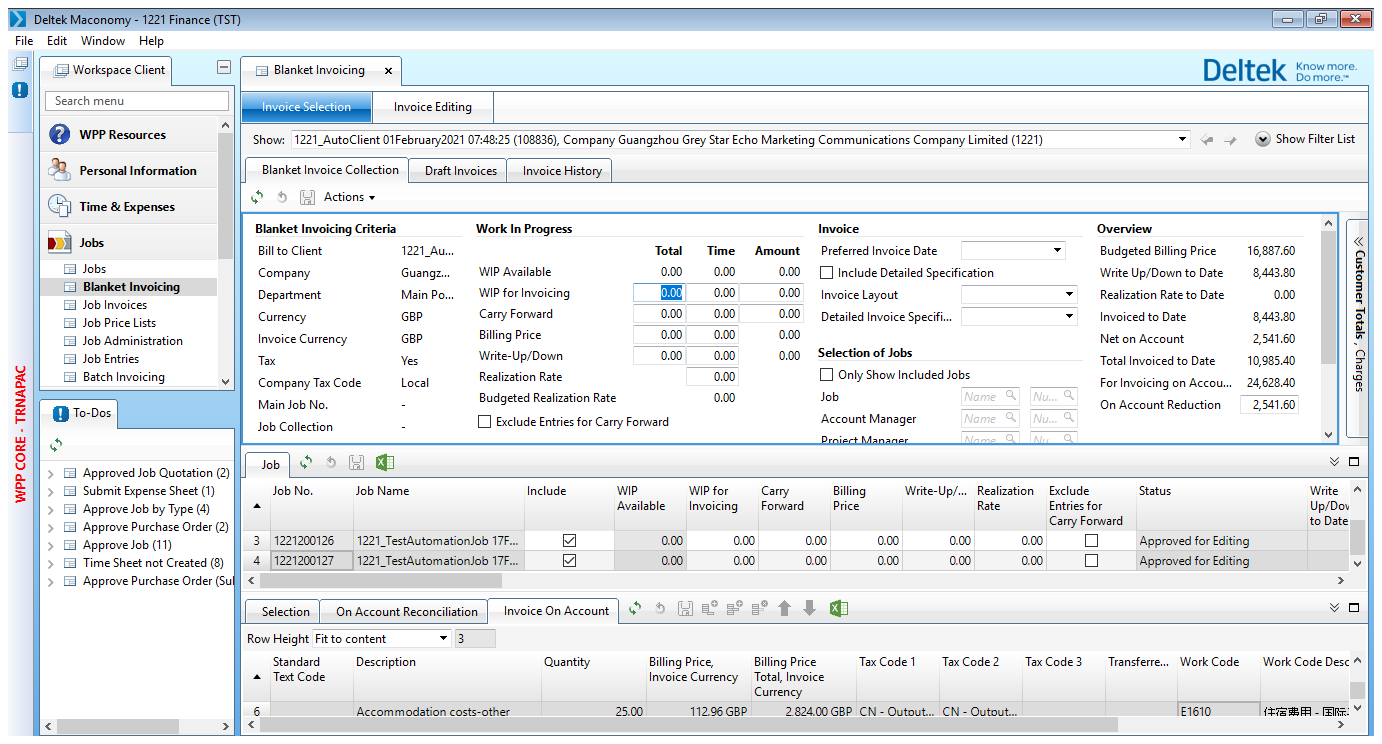 Deltek Maconomy - 1221 Finance (TST)
File Edit Window Help
Workspace Client
Search menu
WPP Resources
Personal Information
Time & Expenses
Jobs
Jobs
Blanket Invoicing
Job Invoices
Job Price Lists
Job Administration
Job Entries
Batch Invoicing
WPP CORE - TRNAPAC
To-Dos
Approved Job Quotation (2)
Submit Expense Sheet (1)
Approve Job by Type (4)
Approve Purchase Order (2)
Approve Job (11)
Time Sheet not Created (8)
Approve Purchase Order (Su
Blanket Invoicing
Deltek Know more. Do more.™
Invoice Selection Invoice Editing
Show: 1221_AutoClient 01February2021 07:48:25 (108836), Company Guangzhou Grey Star Echo Marketing Communications Company Limited (1221) Show Filter List
Blanket Invoice Collection Draft Invoices Invoice History
Actions
Blanket Invoicing Criteria
Bill to Client 1221_Au...
Company Guangz...
Department Main Po...
Currency GBP
Invoice Currency GBP
Tax Yes
Company Tax Code Local
Main Job No. -
Job Collection -
Work In Progress
Total Time Amount
WIP Available 0.00 0.00 0.00
WIP for Invoicing 0.00 0.00 0.00
Carry Forward 0.00 0.00 0.00
Billing Price 0.00 0.00 0.00
Write-Up/Down 0.00 0.00 0.00
Realization Rate 0.00
Budgeted Realization Rate 0.00
Exclude Entries for Carry Forward
Invoice
Preferred Invoice Date
Include Detailed Specification
Invoice Layout
Detailed Invoice Specifi...
Selection of Jobs
Only Show Included Jobs
Job Name Nu...
Account Manager Name Nu...
Project Manager Name Nu...
Overview
Budgeted Billing Price 16,887.60
Write Up/Down to Date 8,443.80
Realization Rate to Date 0.00
Invoiced to Date 8,443.80
Net on Account 2,541.60
Total Invoiced to Date 10,985.40
For Invoicing on Accou... 24,628.40
On Account Reduction 2,541.60
Customer Totals , Charges
Job
Job No. Job Name Include WIP Available WIP for Invoicing Carry Forward Billing Price Write-Up/... Realization Rate Exclude Entries for Carry Forward Status Write Up/Dov to Date
3 1221200126 1221_TestAutomationJob 17F... 0.00 0.00 0.00 0.00 0.00 0.00 Approved for Editing
4 1221200127 1221_TestAutomationJob 17F... 0.00 0.00 0.00 0.00 0.00 0.00 Approved for Editing
Selection On Account Reconciliation Invoice On Account
Row Height Fit to content 3
Standard Text Code Description Quantity Billing Price, Invoice Currency Billing Price Total, Invoice Currency Tax Code 1 Tax Code 2 Tax Code 3 Transferre... Work Code Work Code Desc
6 Accommodation costs-other 25.00 112.96 GBP 2,824.00 GBP CN - Output... CN - Output... E1610 住宿费用 - 国际